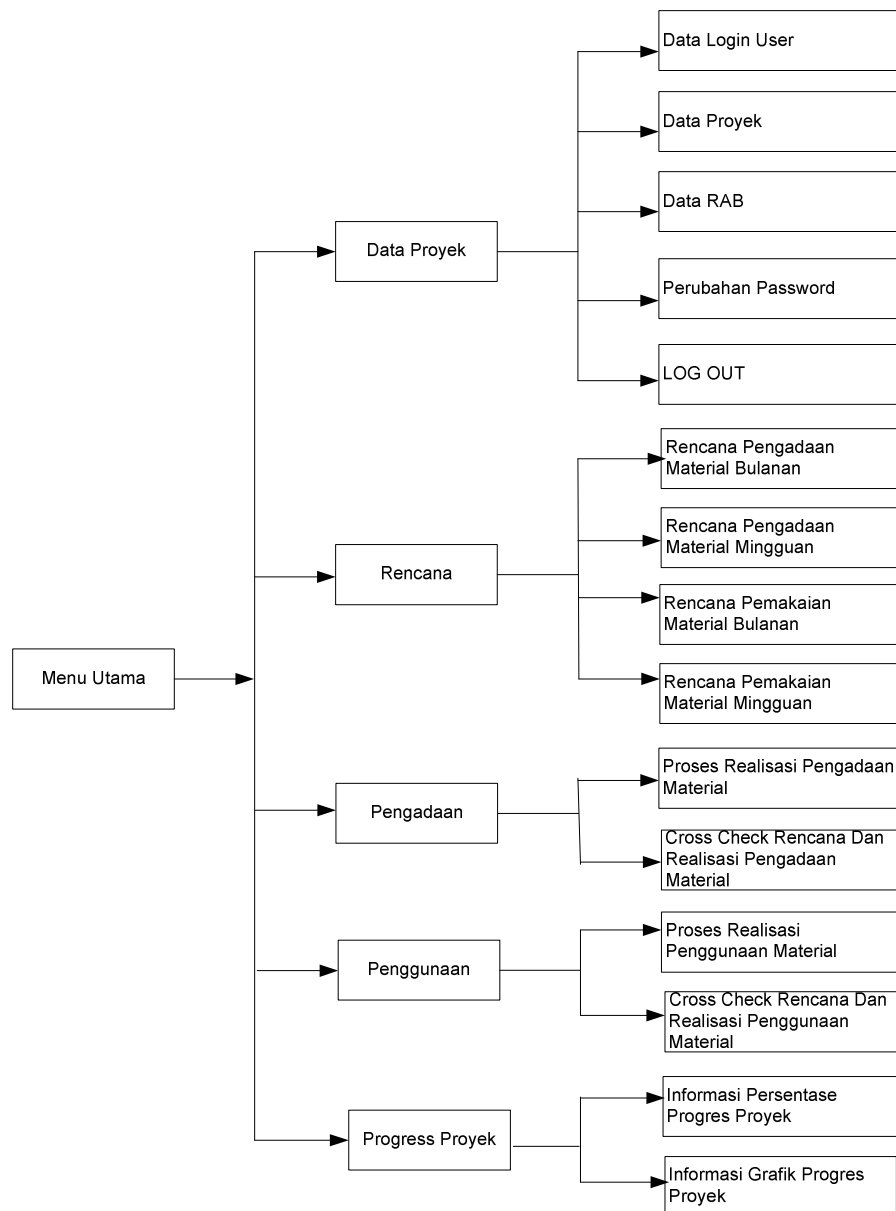 Data Login User
Data Proyek
Data RAB
Perubahan Password
LOG OUT
Data Proyek
Rencana Pengadaan
Material Bulanan
Rencana Pengadaan
Material Mingguan
Rencana Pemakaian
Material Bulanan
Rencana Pemakaian
Material Mingguan
Rencana
Menu Utama
Proses Realisasi Pengadaan
Material
Cross Check Rencana Dan
Realisasi Pengadaan
Material
Pengadaan
Proses Realisasi
Penggunaan Material
Cross Check Rencana Dan
Realisasi Penggunaan
Material
Penggunaan
Informasi Persentase
Progres Proyek
Informasi Grafik Progres
Proyek
Progress Proyek